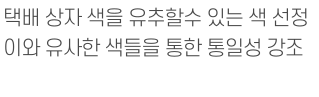 택배 상자 색을 유추할수 있는 색 선정
이와 유사한 색들을 통한 통일성 강조